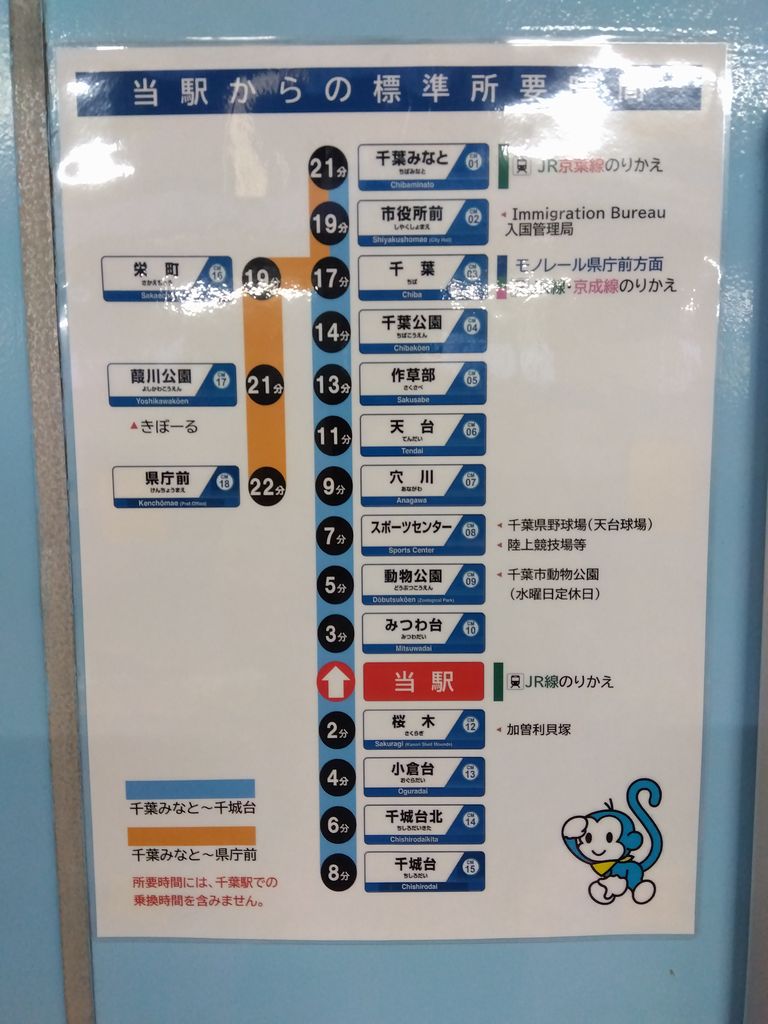 当駅からの標準所要時間
21分 千葉みなと CM 01
ちばみなと
Chibaminato
JR京葉線のりかえ
19分 市役所前 CM 02
しやくしょまえ
Shiyakushomae (City Hall)
Immigration Bureau
入国管理局
栄町 CM 16
19分
17分 千葉 CM 03
ちば
Chiba
モノレール県庁前方面
線・京成線のりかえ
14分 千葉公園 CM 04
ちばこうえん
Chibakōen
葭川公園 CM 17
よしかわこうえん
Yoshikawakōen
21分
きぼーる
13分 作草部 CM 05
さくさべ
Sakusabe
11分 天台 CM 06
てんだい
Tendai
県庁前 CM 18
けんちょうまえ
Kenchōmae (Pref.Office)
22分
9分 穴川 CM 07
あながわ
Anagawa
7分 スポーツセンター CM 08
Sports Center
千葉県野球場(天台球場)
陸上競技場等
5分 動物公園 CM 09
どうぶつこうえん
Dōbutsukōen (Zoological Park)
千葉市動物公園
(水曜日定休日)
3分 みつわ台 CM 10
みつわだい
Mitsuwadai
当駅
JR線のりかえ
2分 桜木 CM 12
さくらぎ
Sakuragi (Kasori Shell Mounds)
加曽利貝塚
4分 小倉台 CM 13
おぐらだい
Oguradai
6分 千城台北 CM 14
ちしろだいきた
Chishirodaikita
8分 千城台 CM 15
ちしろだい
Chishirodai
千葉みなと～千城台
千葉みなと～県庁前
所要時間には、千葉駅での
乗換時間を含みません。